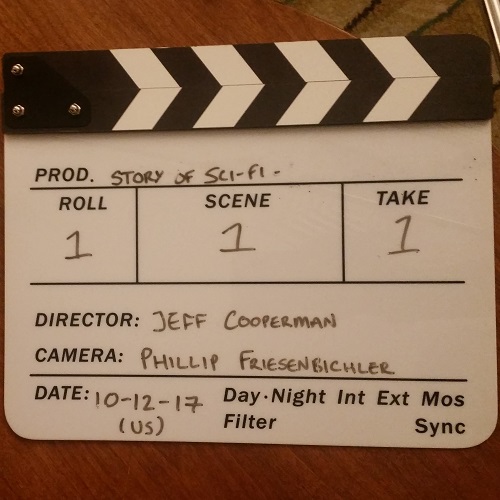 PROD. STORY OF SCI-FI-
ROLL SCENE TAKE
1 1 1
DIRECTOR: JEFF COOPERMAN
CAMERA: PHILLIP FRIESENBICHLER
DATE: 10-12-17 Day·Night Int Ext Mos
(US) Filter Sync